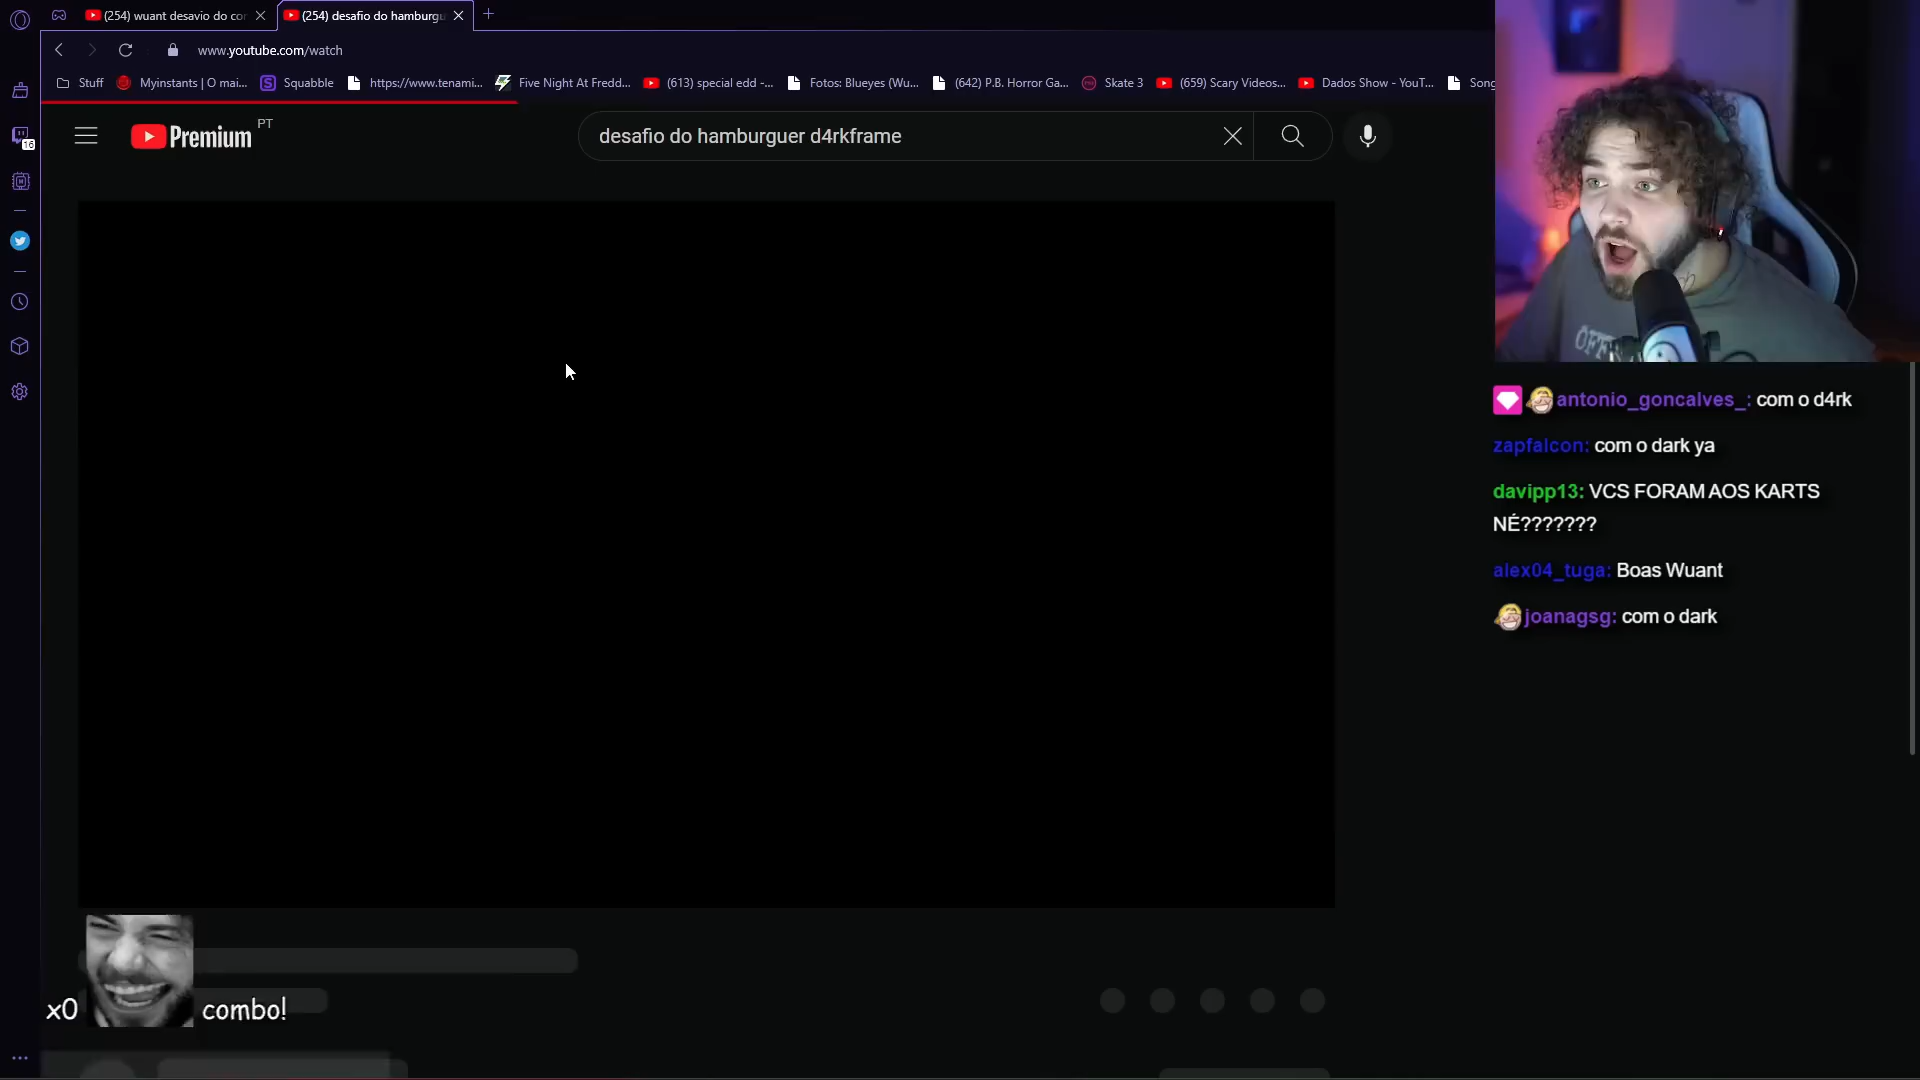 (254) wuant desavio do cor
(254) desafio do hamburgu
www.youtube.com/watch
Stuff
Myinstants | O mai...
Squabble
https://www.tenami...
Five Night At Fredd...
(613) special edd -...
Fotos: Blueyes (Wu...
(642) P.B. Horror Ga...
Skate 3
(659) Scary Videos...
Dados Show - YouT...
Song
16
Premium PT
desafio do hamburguer d4rkframe
antonio_goncalves_: com o d4rk
zapfalcon: com o dark ya
davipp13: VCS FORAM AOS KARTS
NÉ???????
alex04_tuga: Boas Wuant
joanagsg: com o dark
x0 combo!